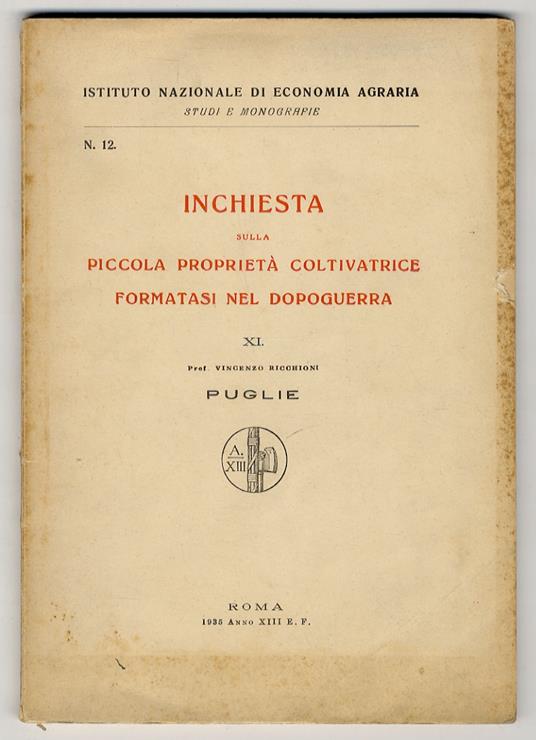 ISTITUTO NAZIONALE DI ECONOMIA AGRARIA
STUDI E MONOGRAFIE
N. 12.
INCHIESTA
SULLA
PICCOLA PROPRIETÀ COLTIVATRICE
FORMATASI NEL DOPOGUERRA
XI.
Prof. VINCENZO RICCHIONI
PUGLIE
A.
XIII
ROMA
1935 ANNO XIII E. F.